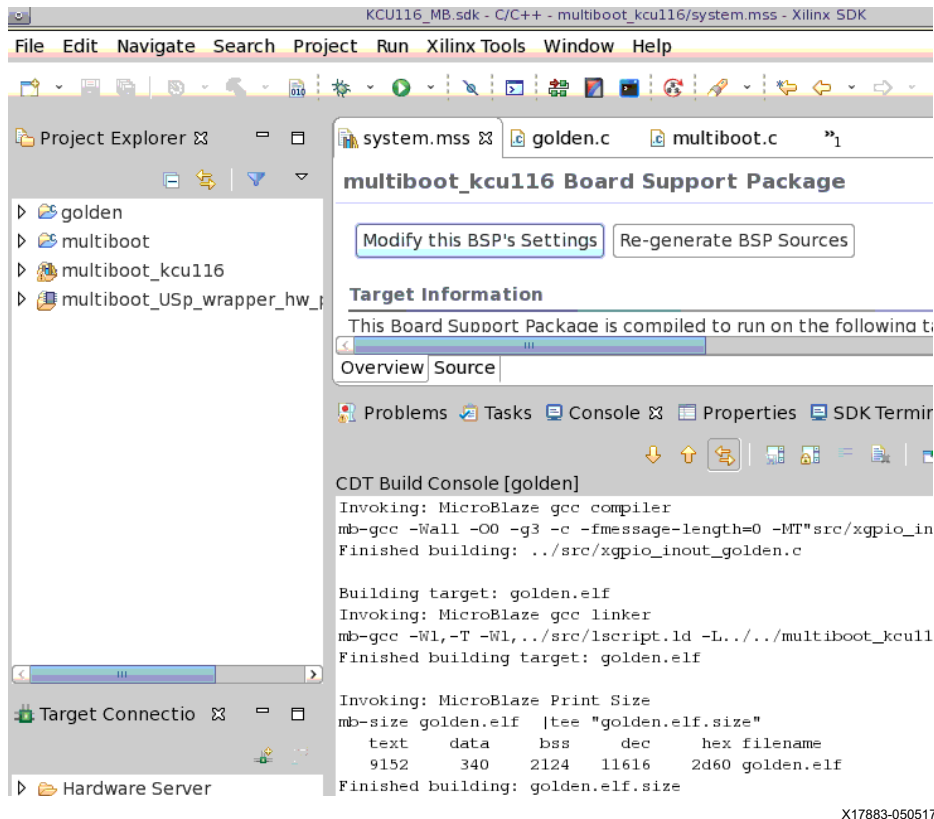 KCU116_MB.sdk - C/C++ - multiboot_kcu116/system.mss - Xilinx SDK
File Edit Navigate Search Project Run Xilinx Tools Window Help
Project Explorer
golden
multiboot
multiboot_kcu116
multiboot_USp_wrapper_hw_p
system.mss golden.c multiboot.c »1
multiboot_kcu116 Board Support Package
Modify this BSP's Settings Re-generate BSP Sources
Target Information
This Board Support Package is compiled to run on the following ta
Overview Source
Problems Tasks Console Properties SDK Termin
CDT Build Console [golden]
Invoking: MicroBlaze gcc compiler
mb-gcc -Wall -O0 -g3 -c -fmessage-length=0 -MT"src/xgpio_in
Finished building: ../src/xgpio_inout_golden.c
Building target: golden.elf
Invoking: MicroBlaze gcc linker
mb-gcc -Wl,-T -Wl,../src/lscript.ld -L../../multiboot_kcu11
Finished building target: golden.elf
Invoking: MicroBlaze Print Size
mb-size golden.elf |tee "golden.elf.size"
text data bss dec hex filename
9152 340 2124 11616 2d60 golden.elf
Finished building: golden.elf.size
Target Connectio
Hardware Server
X17883-050517